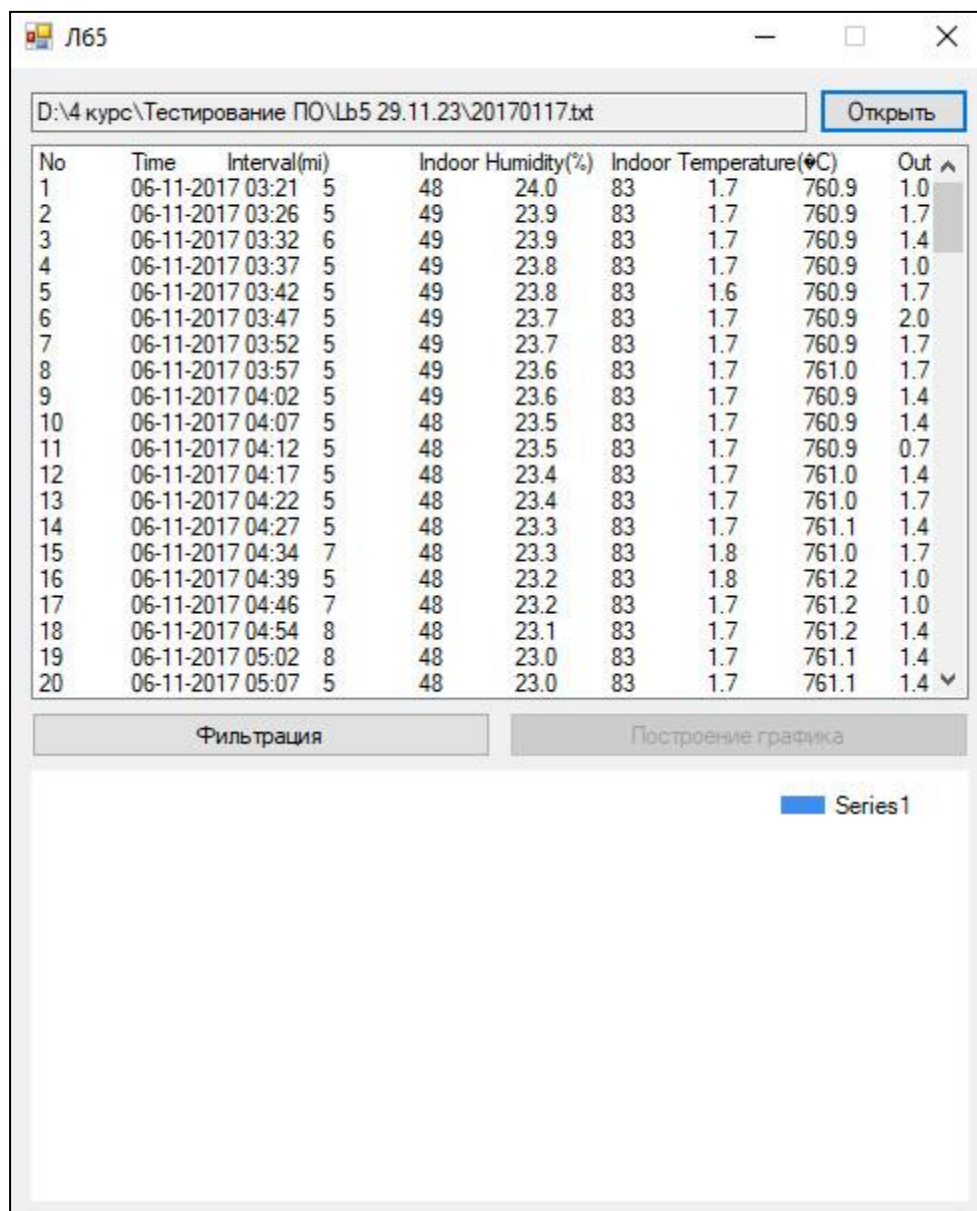 Лб5
D:\4 курс\Тестирование ПО\Lb5 29.11.23\20170117.txt Открыть
No Time Interval(mi) Indoor Humidity(%) Indoor Temperature(�C) Out
1 06-11-2017 03:21 5 48 24.0 83 1.7 760.9 1.0
2 06-11-2017 03:26 5 49 23.9 83 1.7 760.9 1.7
3 06-11-2017 03:32 6 49 23.9 83 1.7 760.9 1.4
4 06-11-2017 03:37 5 49 23.8 83 1.7 760.9 1.0
5 06-11-2017 03:42 5 49 23.8 83 1.6 760.9 1.7
6 06-11-2017 03:47 5 49 23.7 83 1.7 760.9 2.0
7 06-11-2017 03:52 5 49 23.7 83 1.7 760.9 1.7
8 06-11-2017 03:57 5 49 23.6 83 1.7 761.0 1.7
9 06-11-2017 04:02 5 49 23.6 83 1.7 760.9 1.4
10 06-11-2017 04:07 5 48 23.5 83 1.7 760.9 1.4
11 06-11-2017 04:12 5 48 23.5 83 1.7 760.9 0.7
12 06-11-2017 04:17 5 48 23.4 83 1.7 761.0 1.4
13 06-11-2017 04:22 5 48 23.4 83 1.7 761.0 1.7
14 06-11-2017 04:27 5 48 23.3 83 1.7 761.1 1.4
15 06-11-2017 04:34 7 48 23.3 83 1.8 761.0 1.7
16 06-11-2017 04:39 5 48 23.2 83 1.8 761.2 1.0
17 06-11-2017 04:46 7 48 23.2 83 1.7 761.2 1.0
18 06-11-2017 04:54 8 48 23.1 83 1.7 761.2 1.4
19 06-11-2017 05:02 8 48 23.0 83 1.7 761.1 1.4
20 06-11-2017 05:07 5 48 23.0 83 1.7 761.1 1.4
Фильтрация Построение графика
Series1